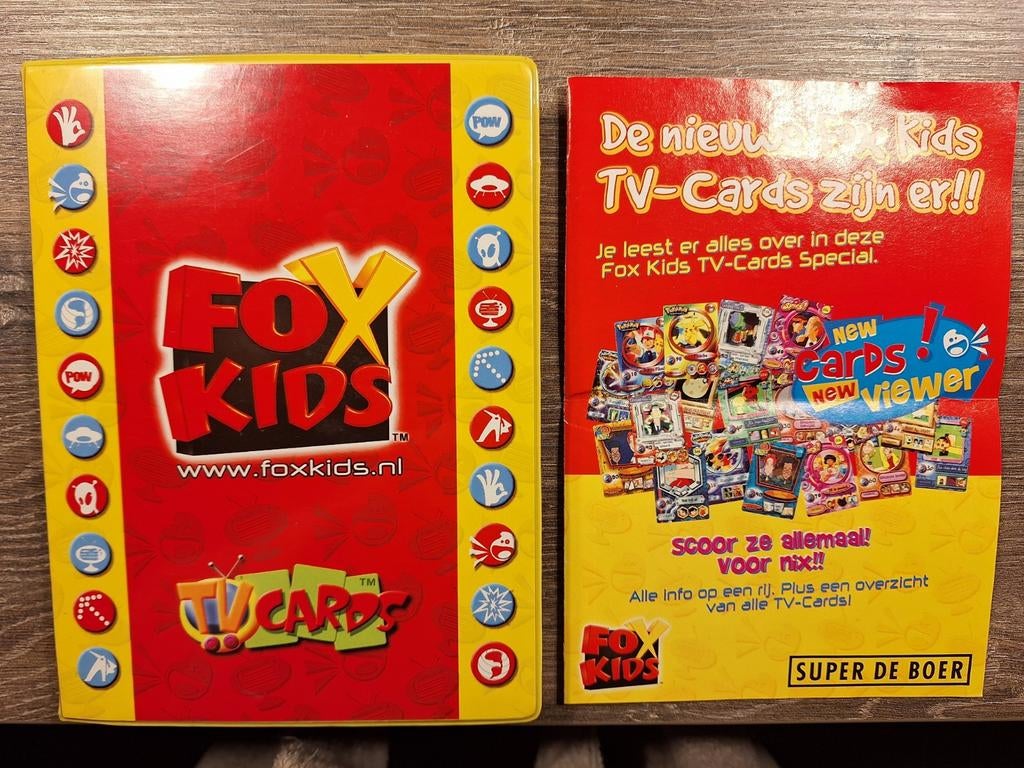 POW
POW
FOX
KIDS™
www.foxkids.nl
TV CARDS™
De nieuwe Fox Kids
TV-Cards zijn er!!
Je leest er alles over in deze
Fox Kids TV-Cards Special.
NEW
CARDS!
NEW VIEWER
Scoor ze allemaal!
Voor nix!!
Alle info op een rij. Plus een overzicht
van alle TV-Cards!
FOX
KIDS
SUPER DE BOER